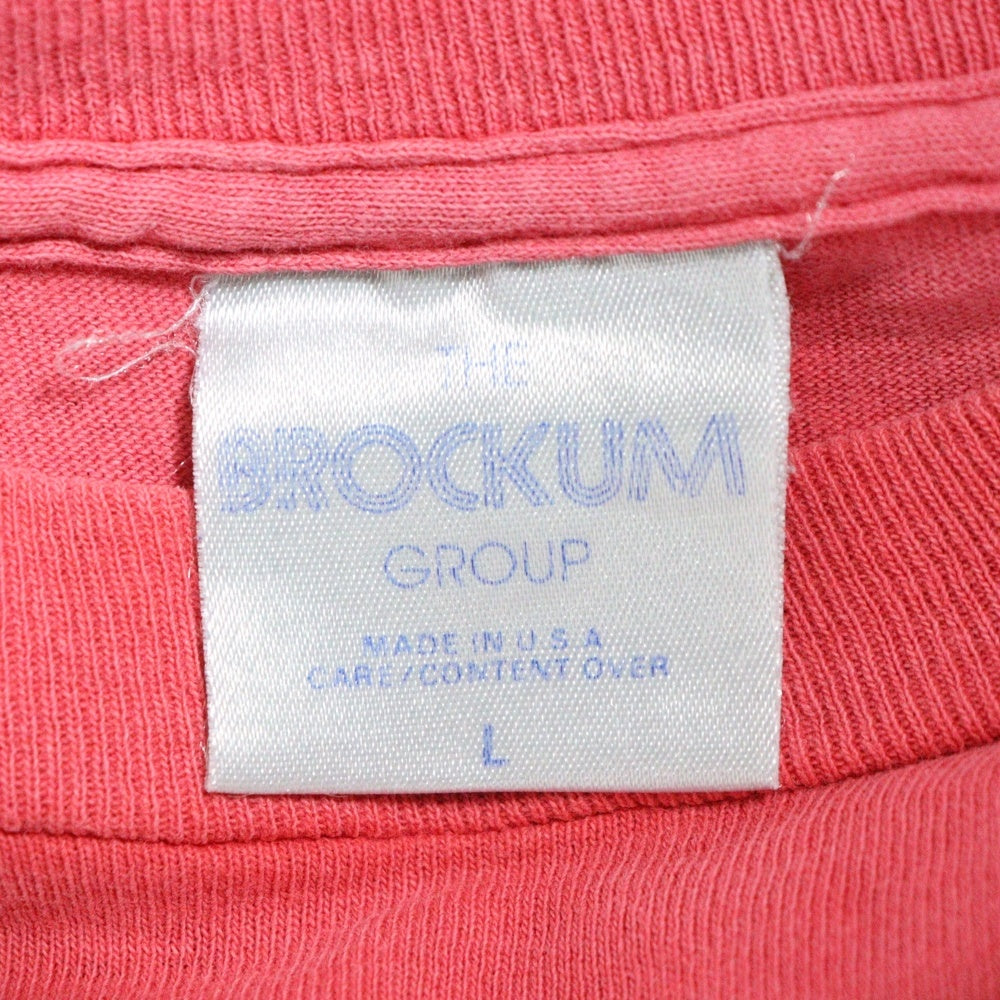 THE
BROCKUM
GROUP
MADE IN U.S.A
CARE/CONTENT OVER
L